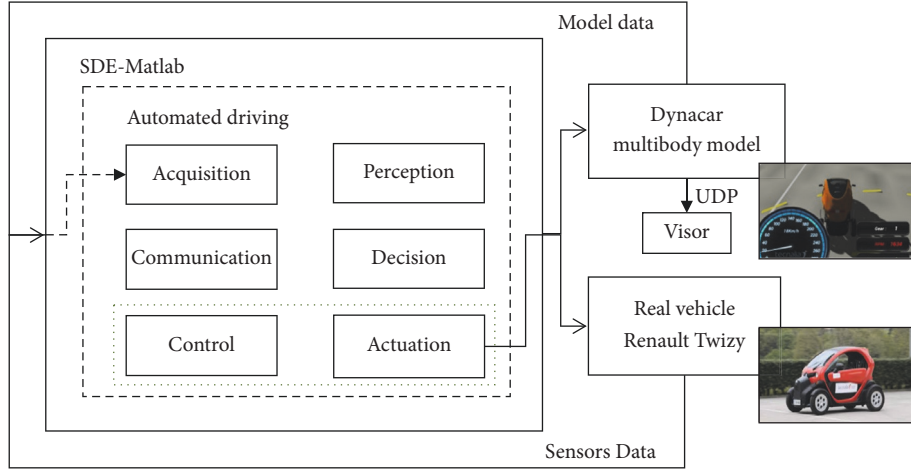 Model data
SDE-Matlab
Automated driving
Acquisition
Perception
Communication
Decision
Control
Actuation
Dynacar
multibody model
UDP
Visor
Real vehicle
Renault Twizy
Sensors Data